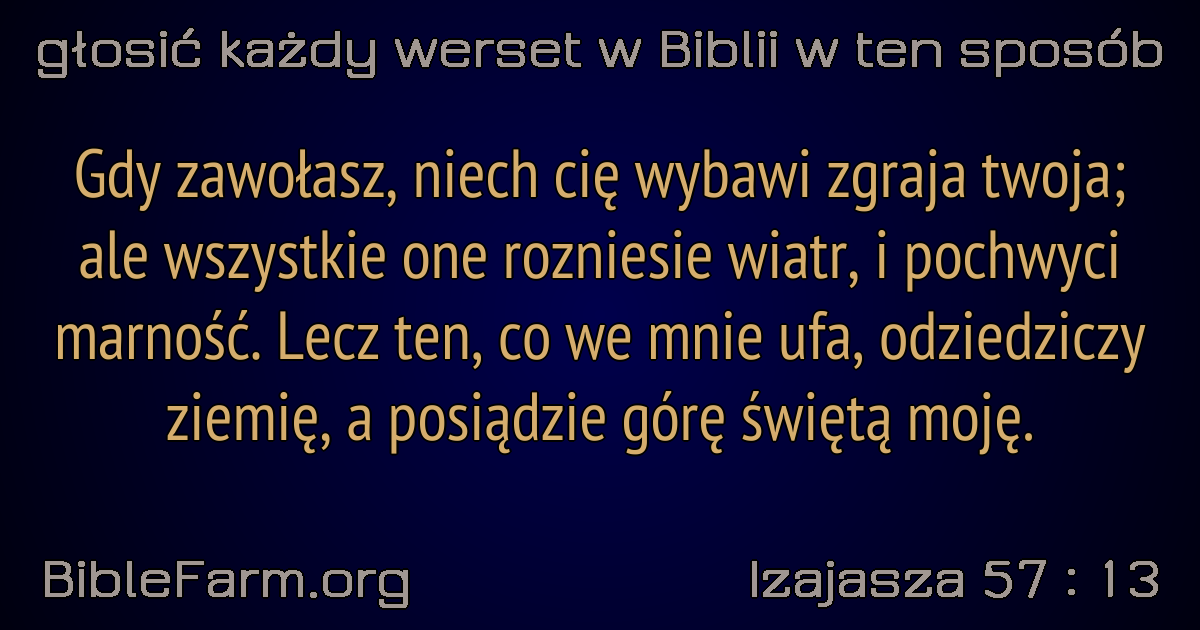 głosić każdy werset w Biblii w ten sposób
Gdy zawołasz, niech cię wybawi zgraja twoja;
ale wszystkie one rozniesie wiatr, i pochwyci
marność. Lecz ten, co we mnie ufa, odziedziczy
ziemię, a posiądzie górę świętą moję.
BibleFarm.org
Izajasza 57 : 13